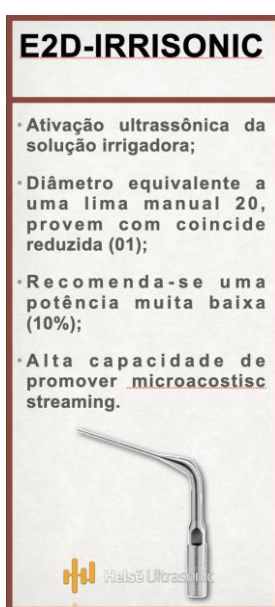 E2D-IRRISONIC
• Ativação ultrassônica da
solução irrigadora;
• Diâmetro equivalente a
uma lima manual 20,
provem com coincide
reduzida (01);
• Recomenda-se uma
potência muita baixa
(10%);
• Alta capacidade de
promover microacostisc
streaming.
Helse Ultrasonic